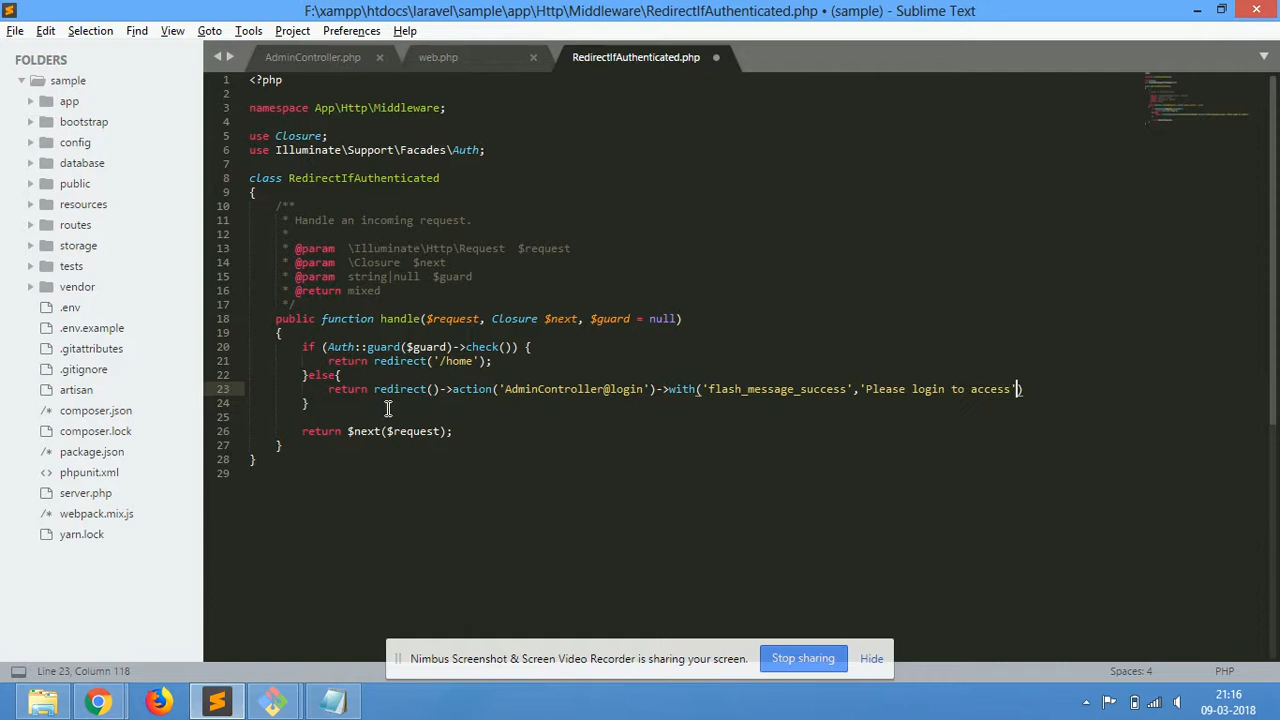 F:\xampp\htdocs\laravel\sample\app\Http\Middleware\RedirectIfAuthenticated.php • (sample) - Sublime Text
File Edit Selection Find View Goto Tools Project Preferences Help
FOLDERS
sample
app
bootstrap
config
database
public
resources
routes
storage
tests
vendor
.env
.env.example
.gitattributes
.gitignore
artisan
composer.json
composer.lock
package.json
phpunit.xml
server.php
webpack.mix.js
yarn.lock
AdminController.php × web.php × RedirectIfAuthenticated.php •
1 <?php
2
3 namespace App\Http\Middleware;
4
5 use Closure;
6 use Illuminate\Support\Facades\Auth;
7
8 class RedirectIfAuthenticated
9 {
10 /**
11 * Handle an incoming request.
12 *
13 * @param \Illuminate\Http\Request $request
14 * @param \Closure $next
15 * @param string|null $guard
16 * @return mixed
17 */
18 public function handle($request, Closure $next, $guard = null)
19 {
20 if (Auth::guard($guard)->check()) {
21 return redirect('/home');
22 }else{
23 return redirect()->action('AdminController@login')->with('flash_message_success','Please login to access')
24 }
25
26 return $next($request);
27 }
28 }
29
Nimbus Screenshot & Screen Video Recorder is sharing your screen. Stop sharing Hide
Line 23, Column 118 Spaces: 4 PHP
21:16
09-03-2018